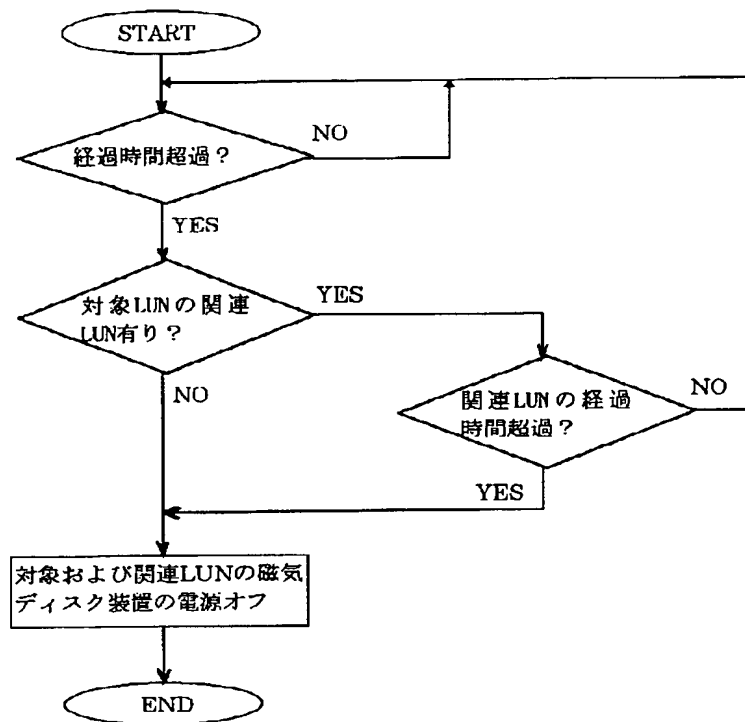 START
経過時間超過?
NO
YES
対象LUNの関連
LUN有り?
YES
NO
関連LUNの経過
時間超過?
NO
YES
対象および関連LUNの磁気
ディスク装置の電源オフ
END